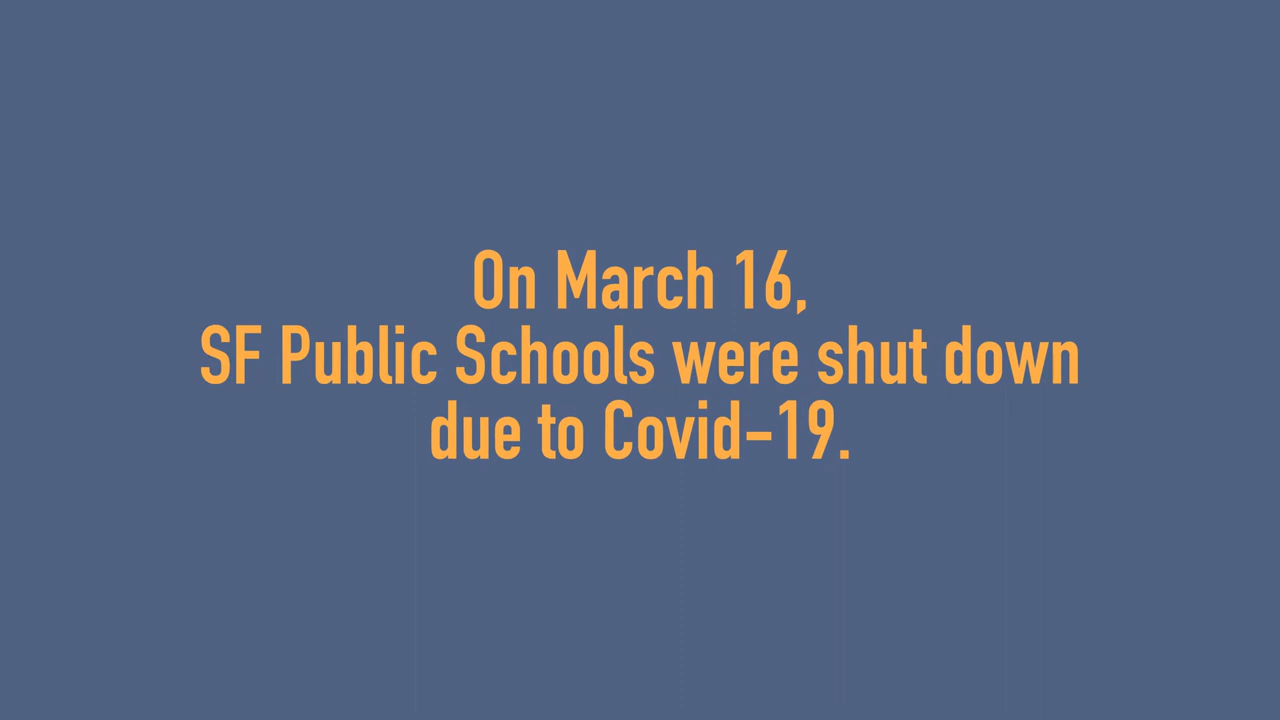 On March 16,
SF Public Schools were shut down
due to Covid-19.